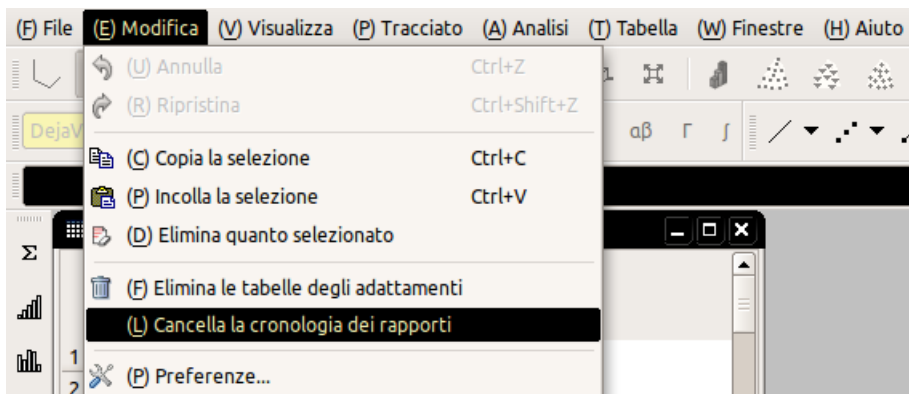 (F) File (E) Modifica (V) Visualizza (P) Tracciato (A) Analisi (T) Tabella (W) Finestre (H) Aiuto
(U) Annulla Ctrl+Z
(R) Ripristina Ctrl+Shift+Z
DejaV αβ Γ ∫
(C) Copia la selezione Ctrl+C
(P) Incolla la selezione Ctrl+V
(D) Elimina quanto selezionato
Σ
(F) Elimina le tabelle degli adattamenti
(L) Cancella la cronologia dei rapporti
1
(P) Preferenze...
2